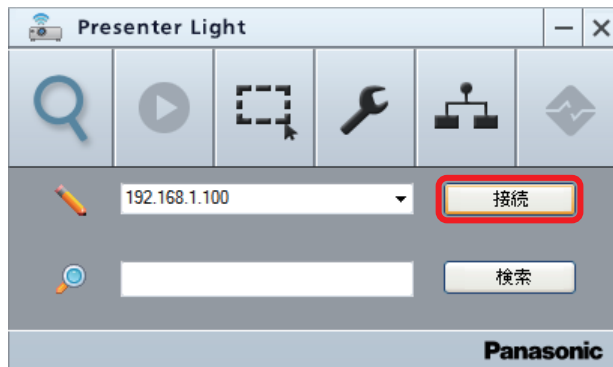 Presenter Light
192.168.1.100
接続
検索
Panasonic